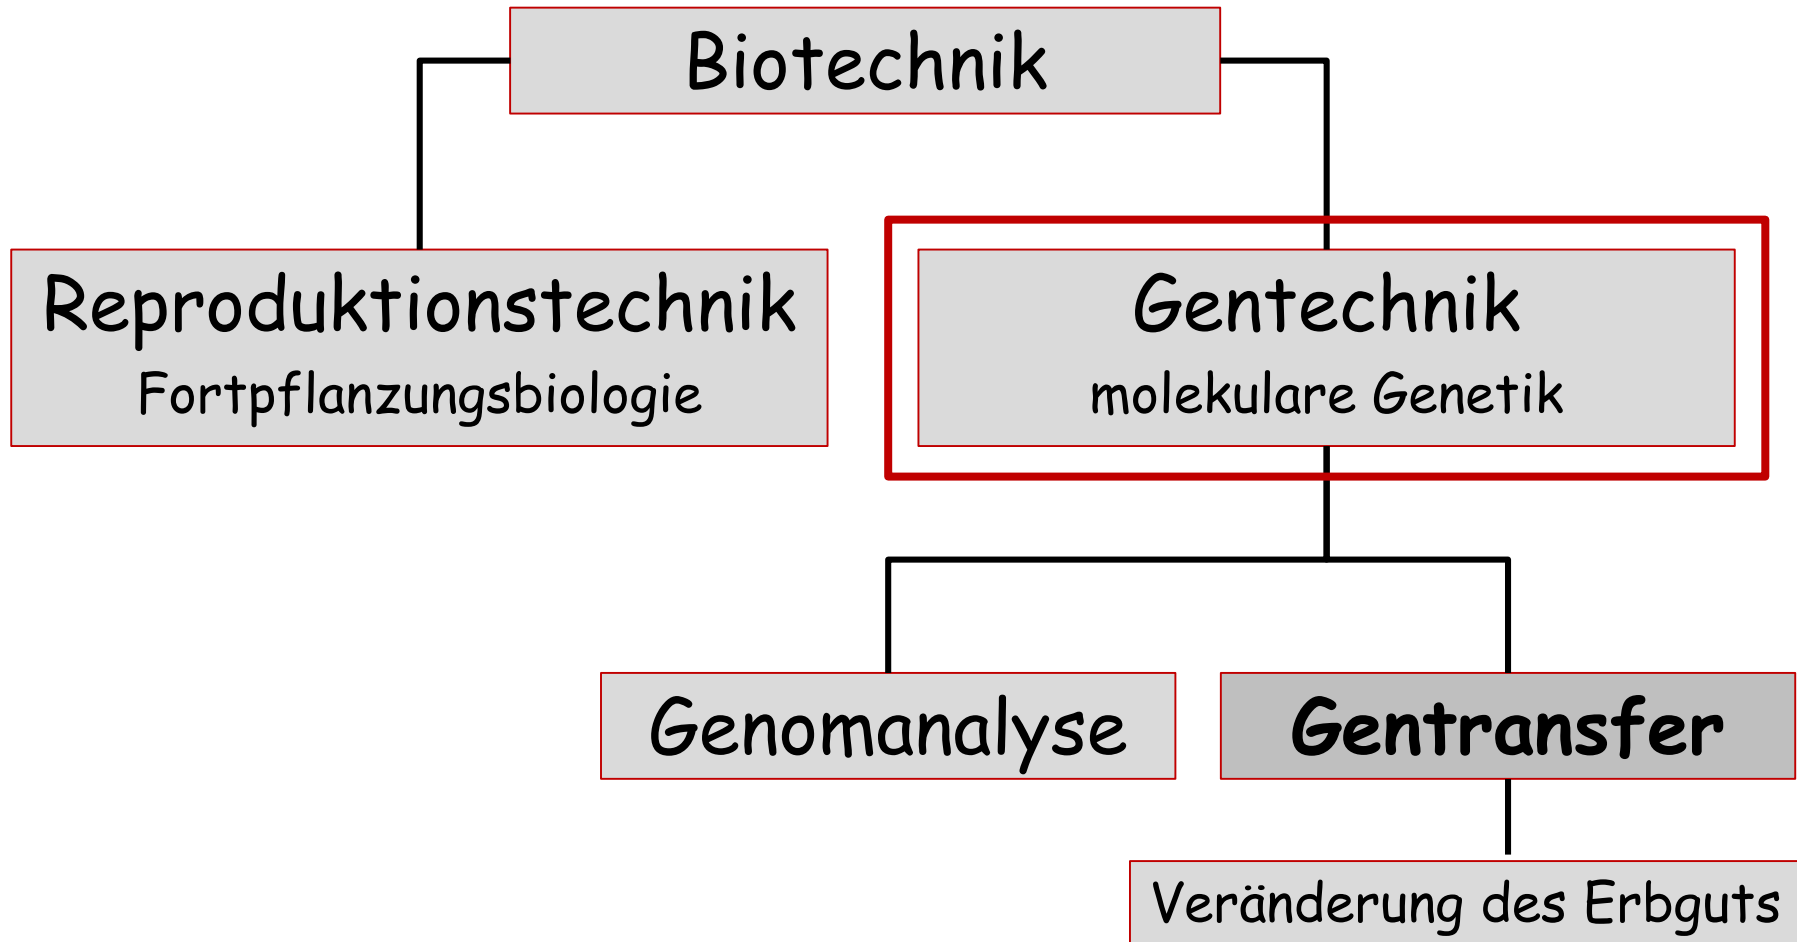 Biotechnik
Reproduktionstechnik
Fortpflanzungsbiologie
Gentechnik
molekulare Genetik
Genomanalyse
Gentransfer
Veränderung des Erbguts